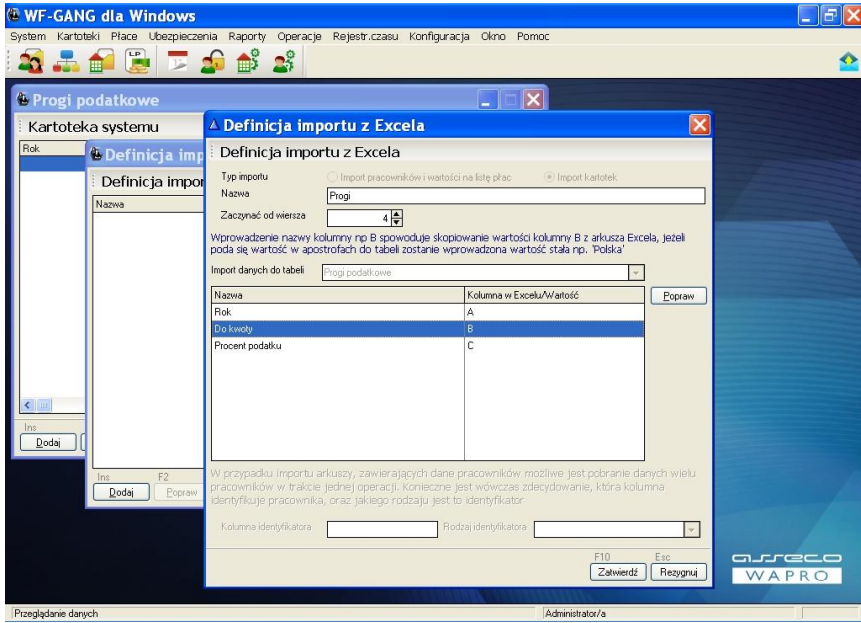 WF-GANG dla Windows
System Kartoteki Płace Ubezpieczenia Raporty Operacje Rejestr.czasu Konfiguracja Okno Pomoc
LP
Progi podatkowe
Kartoteka systemu
Rok
Definicja imp
Definicja impor
Nazwa
Ins
Dodaj
Ins F2
Dodaj Popraw
Definicja importu z Excela
Definicja importu z Excela
Typ importu Import pracowników i wartości na listę płac Import kartotek
Nazwa Progi
Zaczynać od wiersza 4
Wprowadzenie nazwy kolumny np B spowoduje skopiowanie wartości kolumny B z arkusza Excela, jeżeli
poda się wartość w apostrofach do tabeli zostanie wprowadzona wartość stała np. 'Polska'
Import danych do tabeli Progi podatkowe
Nazwa Kolumna w Excelu/Wartość Popraw
Rok A
Do kwoty B
Procent podatku C
W przypadku importu arkuszy, zawierających dane pracowników możliwe jest pobranie danych wielu
pracowników w trakcie jednej operacji. Konieczne jest wówczas zdecydowanie, która kolumna
identyfikuje pracownika, oraz jakiego rodzaju jest to identyfikator
Kolumna identyfikatora Rodzaj identyfikatora
F10 Esc
Zatwierdź Rezygnuj
asseco
WAPRO
Przeglądanie danych Administrator/a